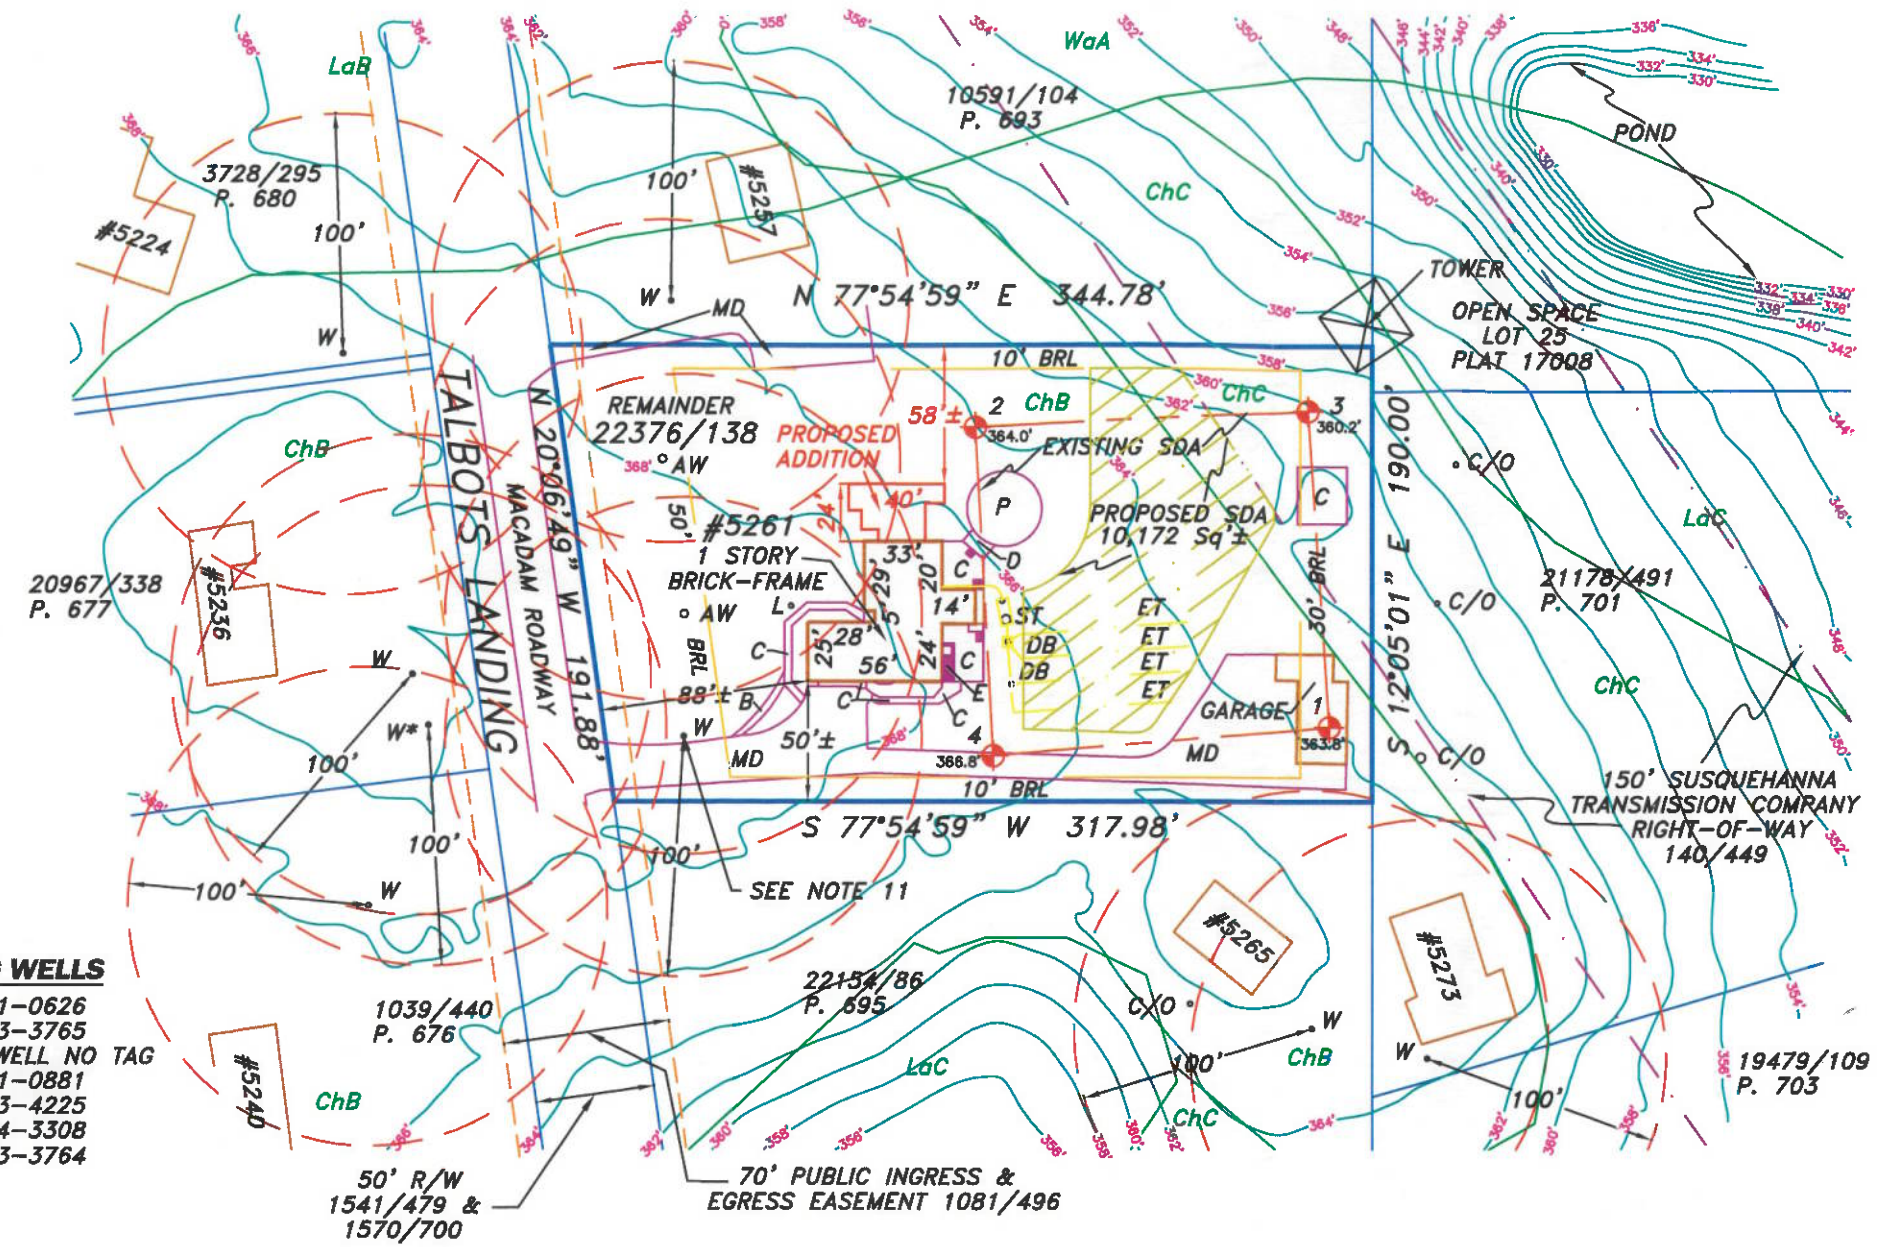 LaB
WaA
ChC
10591/104
P. 693
POND
3728/295
P. 680
#5224
#5257
100'
100'
W
W
MD
N 77°54'59" E 344.78'
TOWER
OPEN SPACE
LOT 25
PLAT 17008
10' BRL
REMAINDER
22376/138
PROPOSED
ADDITION
58'±
2
364.0'
ChB
ChC
3
360.2'
EXISTING SDA
AW
368'
40'
24'
P
C
PROPOSED SDA
10,172 Sq'±
#5261
1 STORY
BRICK-FRAME
50'
BRL
AW
L
33'
29'
5'
20'
14'
28'
25'
56'
24'
C
D
C
C
C
C
E
B
88'±
ST
DB
DB
ET
ET
ET
ET
366'
30' BRL
S 12°05'01" E 190.00'
C/O
C/O
C/O
LaC
21178/491
P. 701
ChC
GARAGE
1
363.8'
4
366.8'
MD
MD
50'±
10' BRL
S 77°54'59" W 317.98'
TALBOTS LANDING
MACADAM ROADWAY
N 20°06'49" W 191.88'
ChB
20967/338
P. 677
#5236
W
W*
100'
100'
100'
W
W
100'
SEE NOTE 11
150' SUSQUEHANNA
TRANSMISSION COMPANY
RIGHT-OF-WAY
140/449
#5265
#5273
22154/86
P. 695
C/O
W
100'
ChB
W
100'
19479/109
P. 703
LaC
ChC
1039/440
P. 676
WELLS
1-0626
3-3765
WELL NO TAG
1-0881
3-4225
4-3308
3-3764
#5240
ChB
50' R/W
1541/479 &
1570/700
70' PUBLIC INGRESS &
EGRESS EASEMENT 1081/496